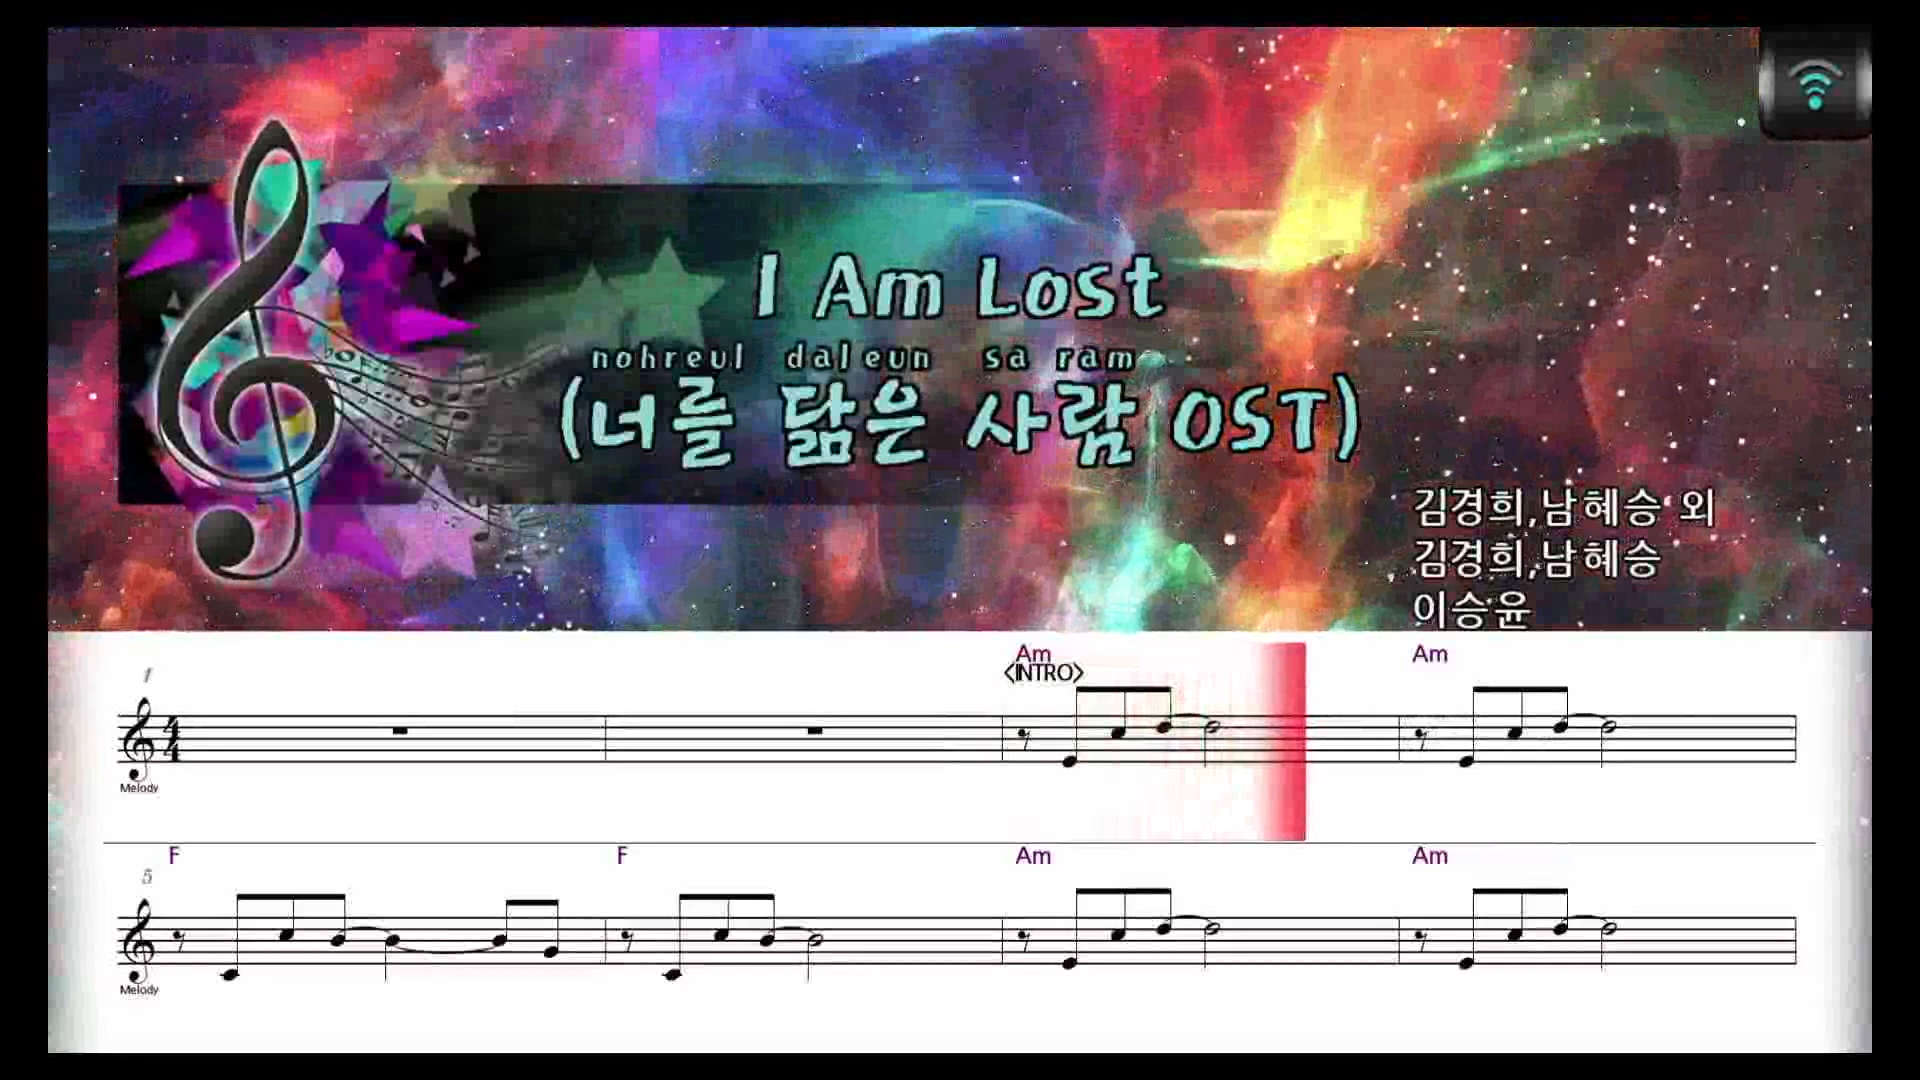 I Am Lost
nohreul daleun sa ram
(너를 닮은 사람 OST)
김경희,남혜승 외
김경희,남혜승
이승윤
Am Am
<INTRO>
1
4
4
Melody
F F Am Am
5
Melody